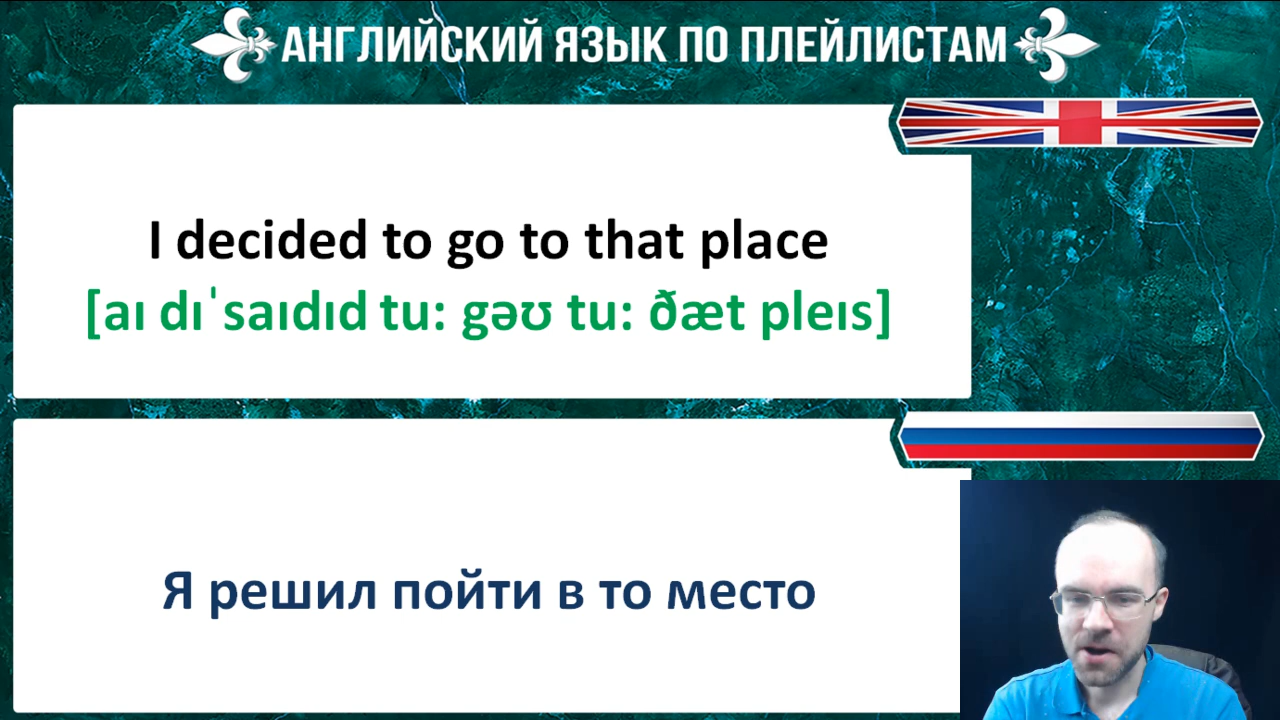 АНГЛИЙСКИЙ ЯЗЫК ПО ПЛЕЙЛИСТАМ
I decided to go to that place
[aɪ dɪˈsaɪdɪd tu: gəʊ tu: ðæt pleɪs]
Я решил пойти в то место